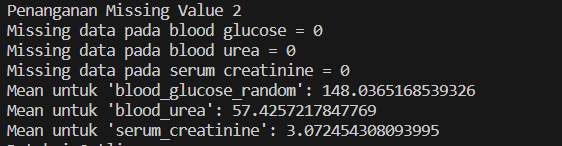 Penanganan Missing Value 2
Missing data pada blood glucose = 0
Missing data pada blood urea = 0
Missing data pada serum creatinine = 0
Mean untuk 'blood_glucose_random': 148.0365168539326
Mean untuk 'blood_urea': 57.4257217847769
Mean untuk 'serum_creatinine': 3.072454308093995